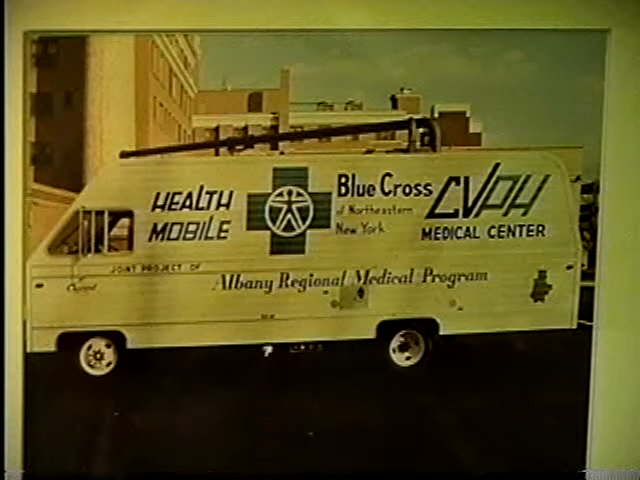 HEALTH
MOBILE
Blue Cross
of Northeastern
New York
CVPH
MEDICAL CENTER
JOINT PROJECT OF
Albany Regional Medical Program